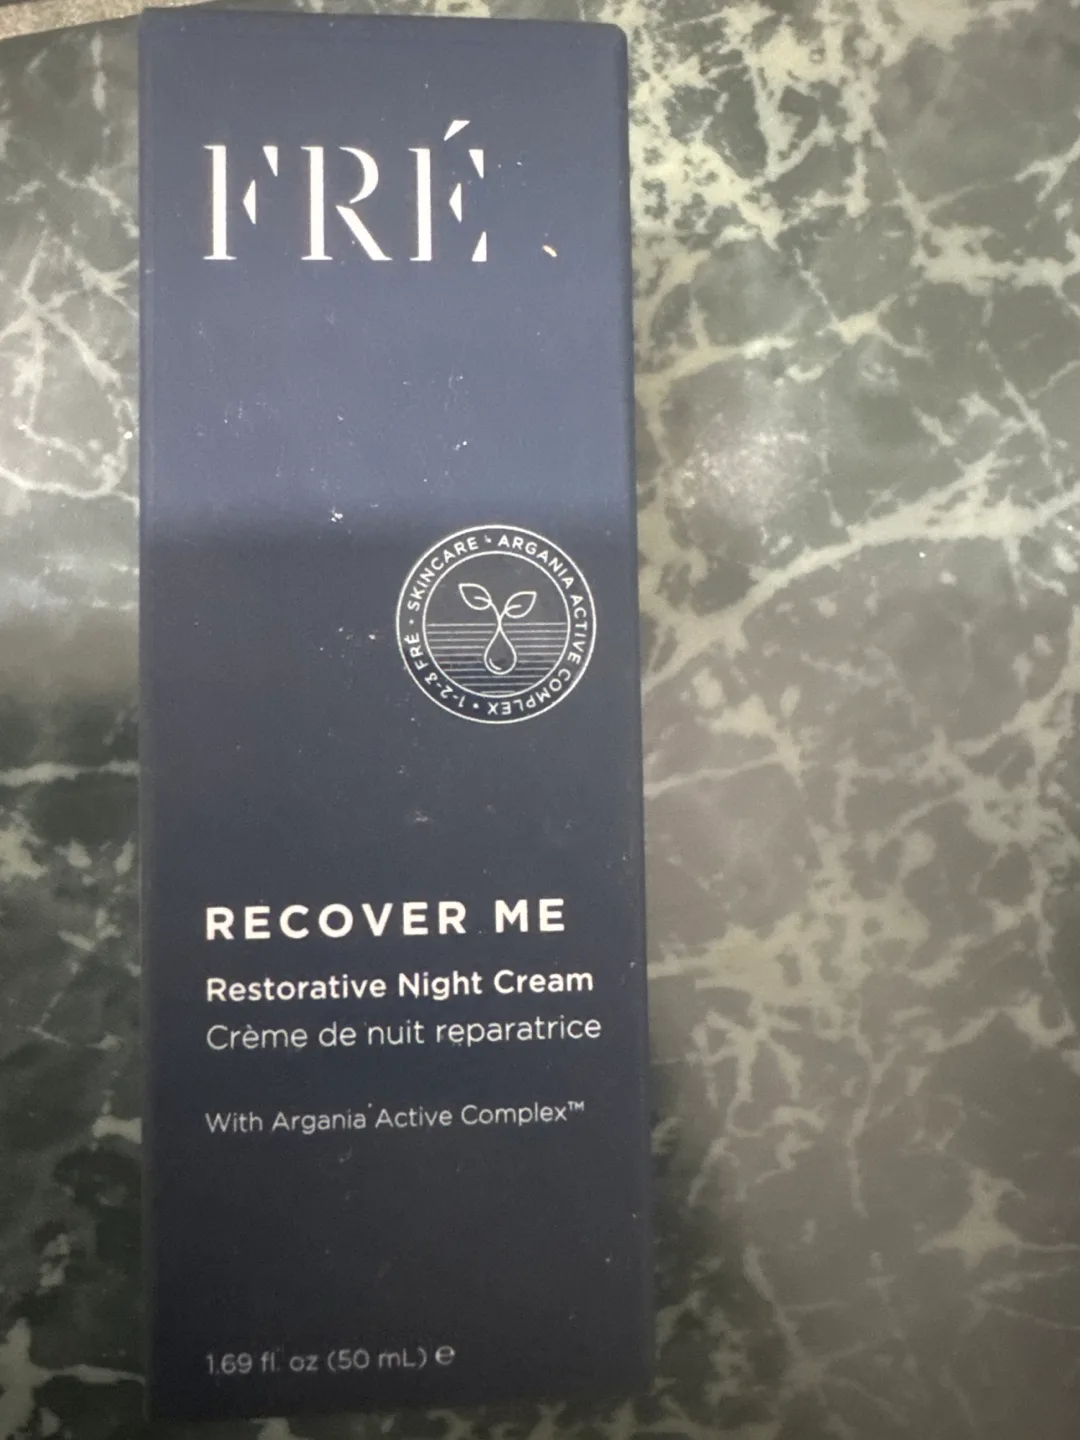 FRÉ
1-2-3 FRÉ • SKINCARE • ARGANIA ACTIVE COMPLEX •
RECOVER ME
Restorative Night Cream
Crème de nuit reparatrice
With Argania Active Complex™
1.69 fl. oz (50 mL) ℮